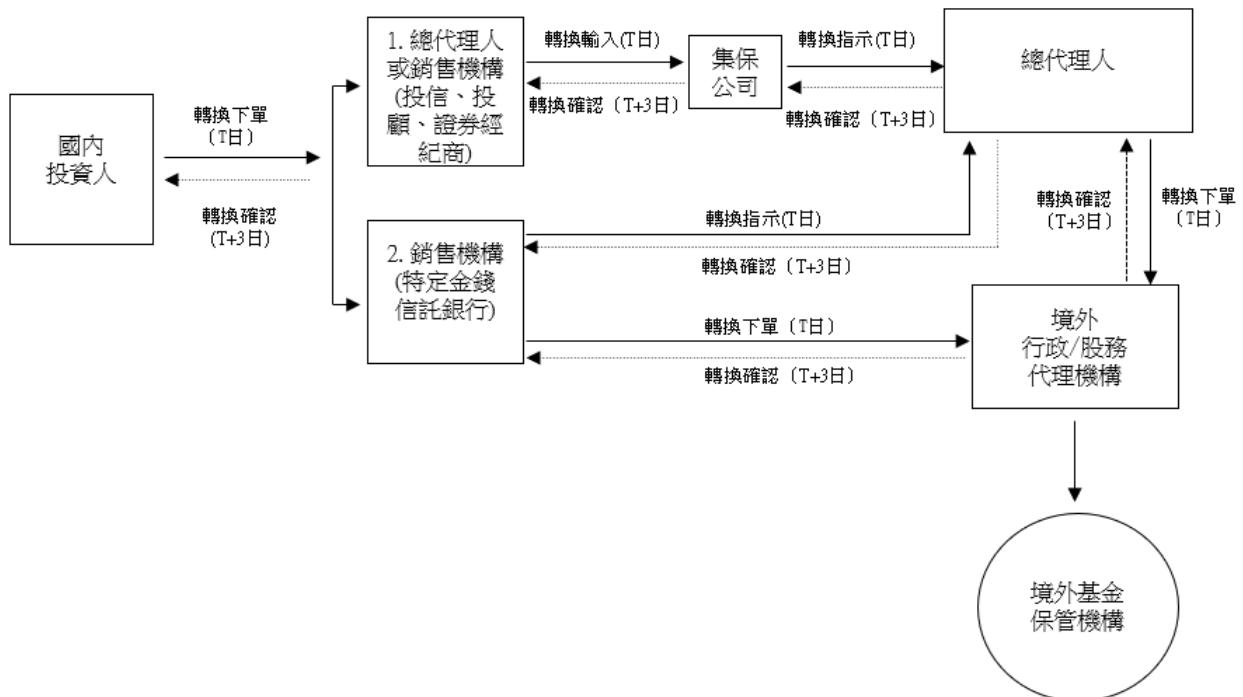 國內
投資人
轉換下單
（T日）
轉換確認
(T+3日)
1. 總代理人
或銷售機構
(投信、投
顧、證券經
紀商)
轉換輸入(T日)
轉換確認（T+3日）
集保
公司
轉換指示(T日)
轉換確認（T+3日）
總代理人
2. 銷售機構
(特定金錢
信託銀行)
轉換指示(T日)
轉換確認（T+3日）
轉換下單（T日）
轉換確認（T+3日）
轉換確認
（T+3日）
轉換下單
（T日）
境外
行政/股務
代理機構
境外基金
保管機構